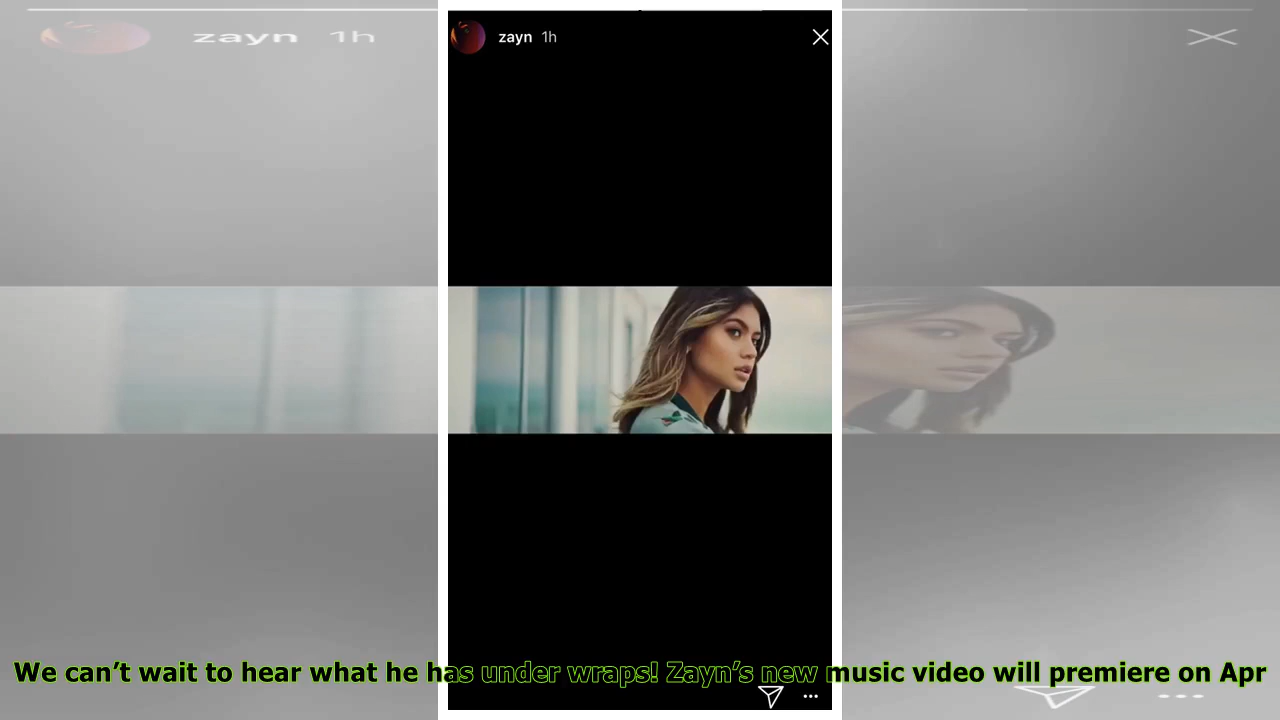 zayn 1h
zayn 1h
We can’t wait to hear what he has under wraps! Zayn’s new music video will premiere on Apr